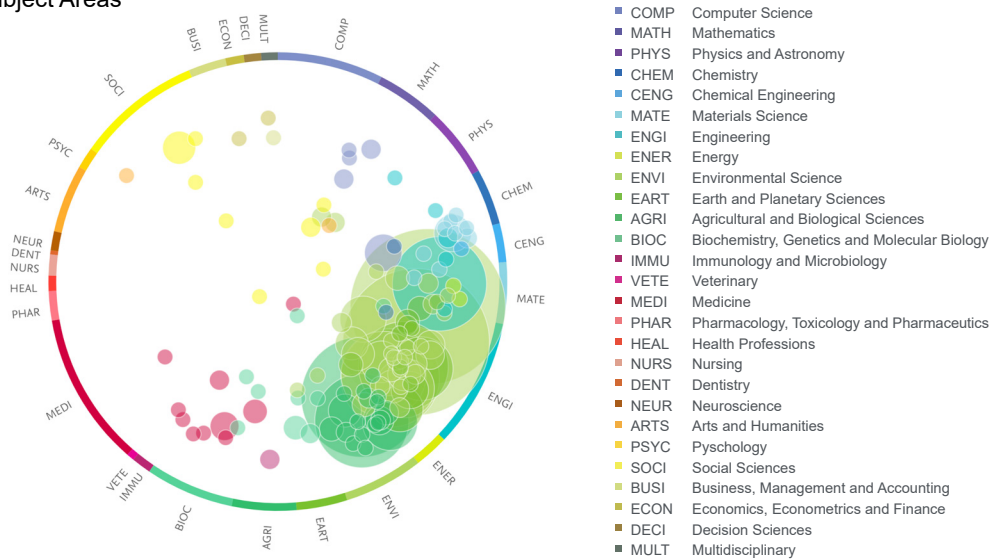 bject Areas
MULT
DECI
ECON
BUSI
COMP
SOCI
MATH
PSYC
PHYS
ARTS
CHEM
NEUR
DENT
NURS
CENG
HEAL
MATE
PHAR
MEDI
ENGI
VETE
IMMU
ENER
BIOC
ENVI
AGRI
EART
COMP Computer Science
MATH Mathematics
PHYS Physics and Astronomy
CHEM Chemistry
CENG Chemical Engineering
MATE Materials Science
ENGI Engineering
ENER Energy
ENVI Environmental Science
EART Earth and Planetary Sciences
AGRI Agricultural and Biological Sciences
BIOC Biochemistry, Genetics and Molecular Biology
IMMU Immunology and Microbiology
VETE Veterinary
MEDI Medicine
PHAR Pharmacology, Toxicology and Pharmaceutics
HEAL Health Professions
NURS Nursing
DENT Dentistry
NEUR Neuroscience
ARTS Arts and Humanities
PSYC Pyschology
SOCI Social Sciences
BUSI Business, Management and Accounting
ECON Economics, Econometrics and Finance
DECI Decision Sciences
MULT Multidisciplinary